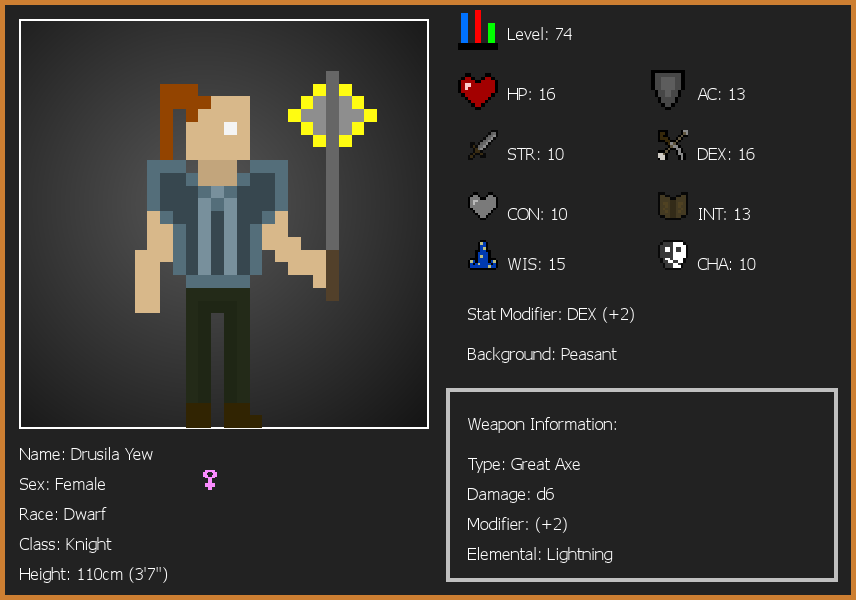 Level: 74
HP: 16
AC: 13
STR: 10
DEX: 16
CON: 10
INT: 13
WIS: 15
CHA: 10
Stat Modifier: DEX (+2)
Background: Peasant
Weapon Information:
Type: Great Axe
Damage: d6
Modifier: (+2)
Elemental: Lightning
Name: Drusila Yew
Sex: Female
Race: Dwarf
Class: Knight
Height: 110cm (3'7")